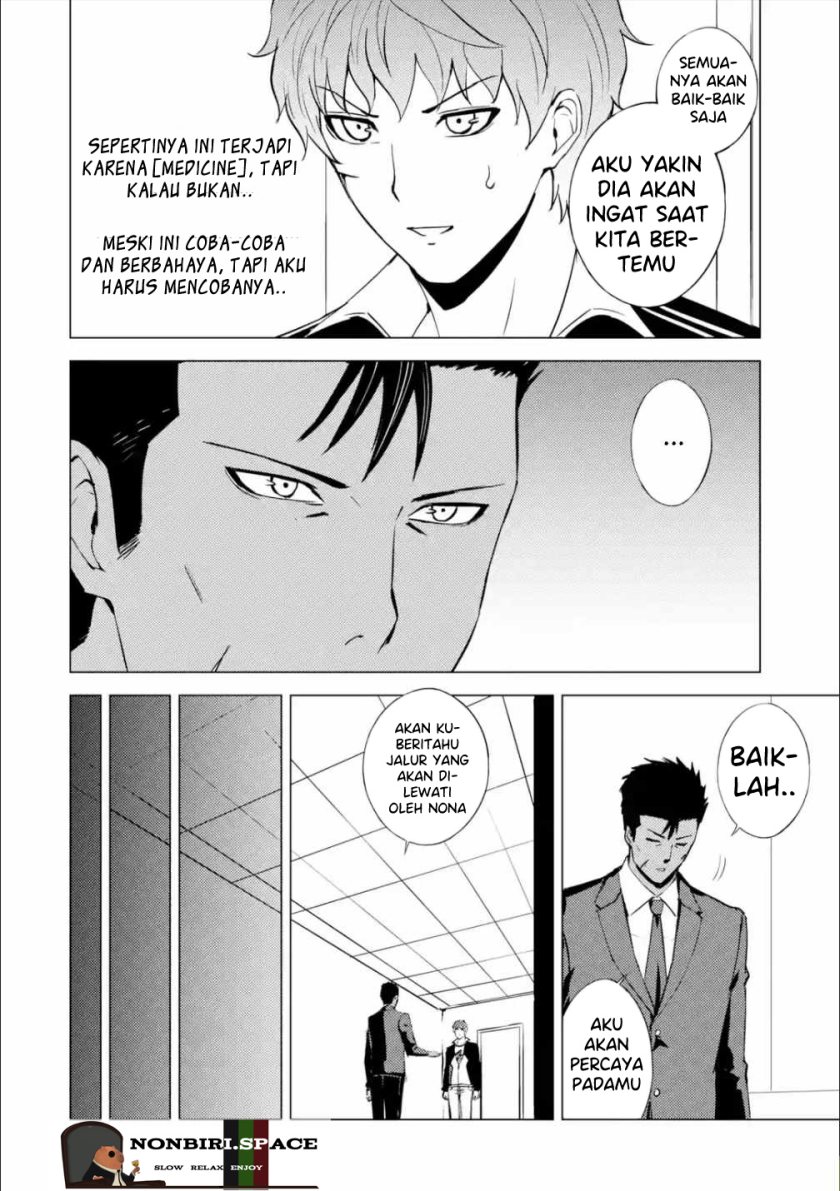 SEMUA-
NYA AKAN
BAIK-BAIK
SAJA
AKU YAKIN
DIA AKAN
INGAT SAAT
KITA BER-
TEMU
SEPERTINYA INI TERJADI
KARENA [MEDICINE], TAPI
KALAU BUKAN..
MESKI INI COBA-COBA
DAN BERBAHAYA, TAPI AKU
HARUS MENCOBANYA..
...
BAIK-
LAH..
AKU
AKAN
PERCAYA
PADAMU
AKAN KU-
BERITAHU
JALUR YANG
AKAN DI-
LEWATI
OLEH NONA
NONBIRI.SPACE
SLOW RELAX ENJOY